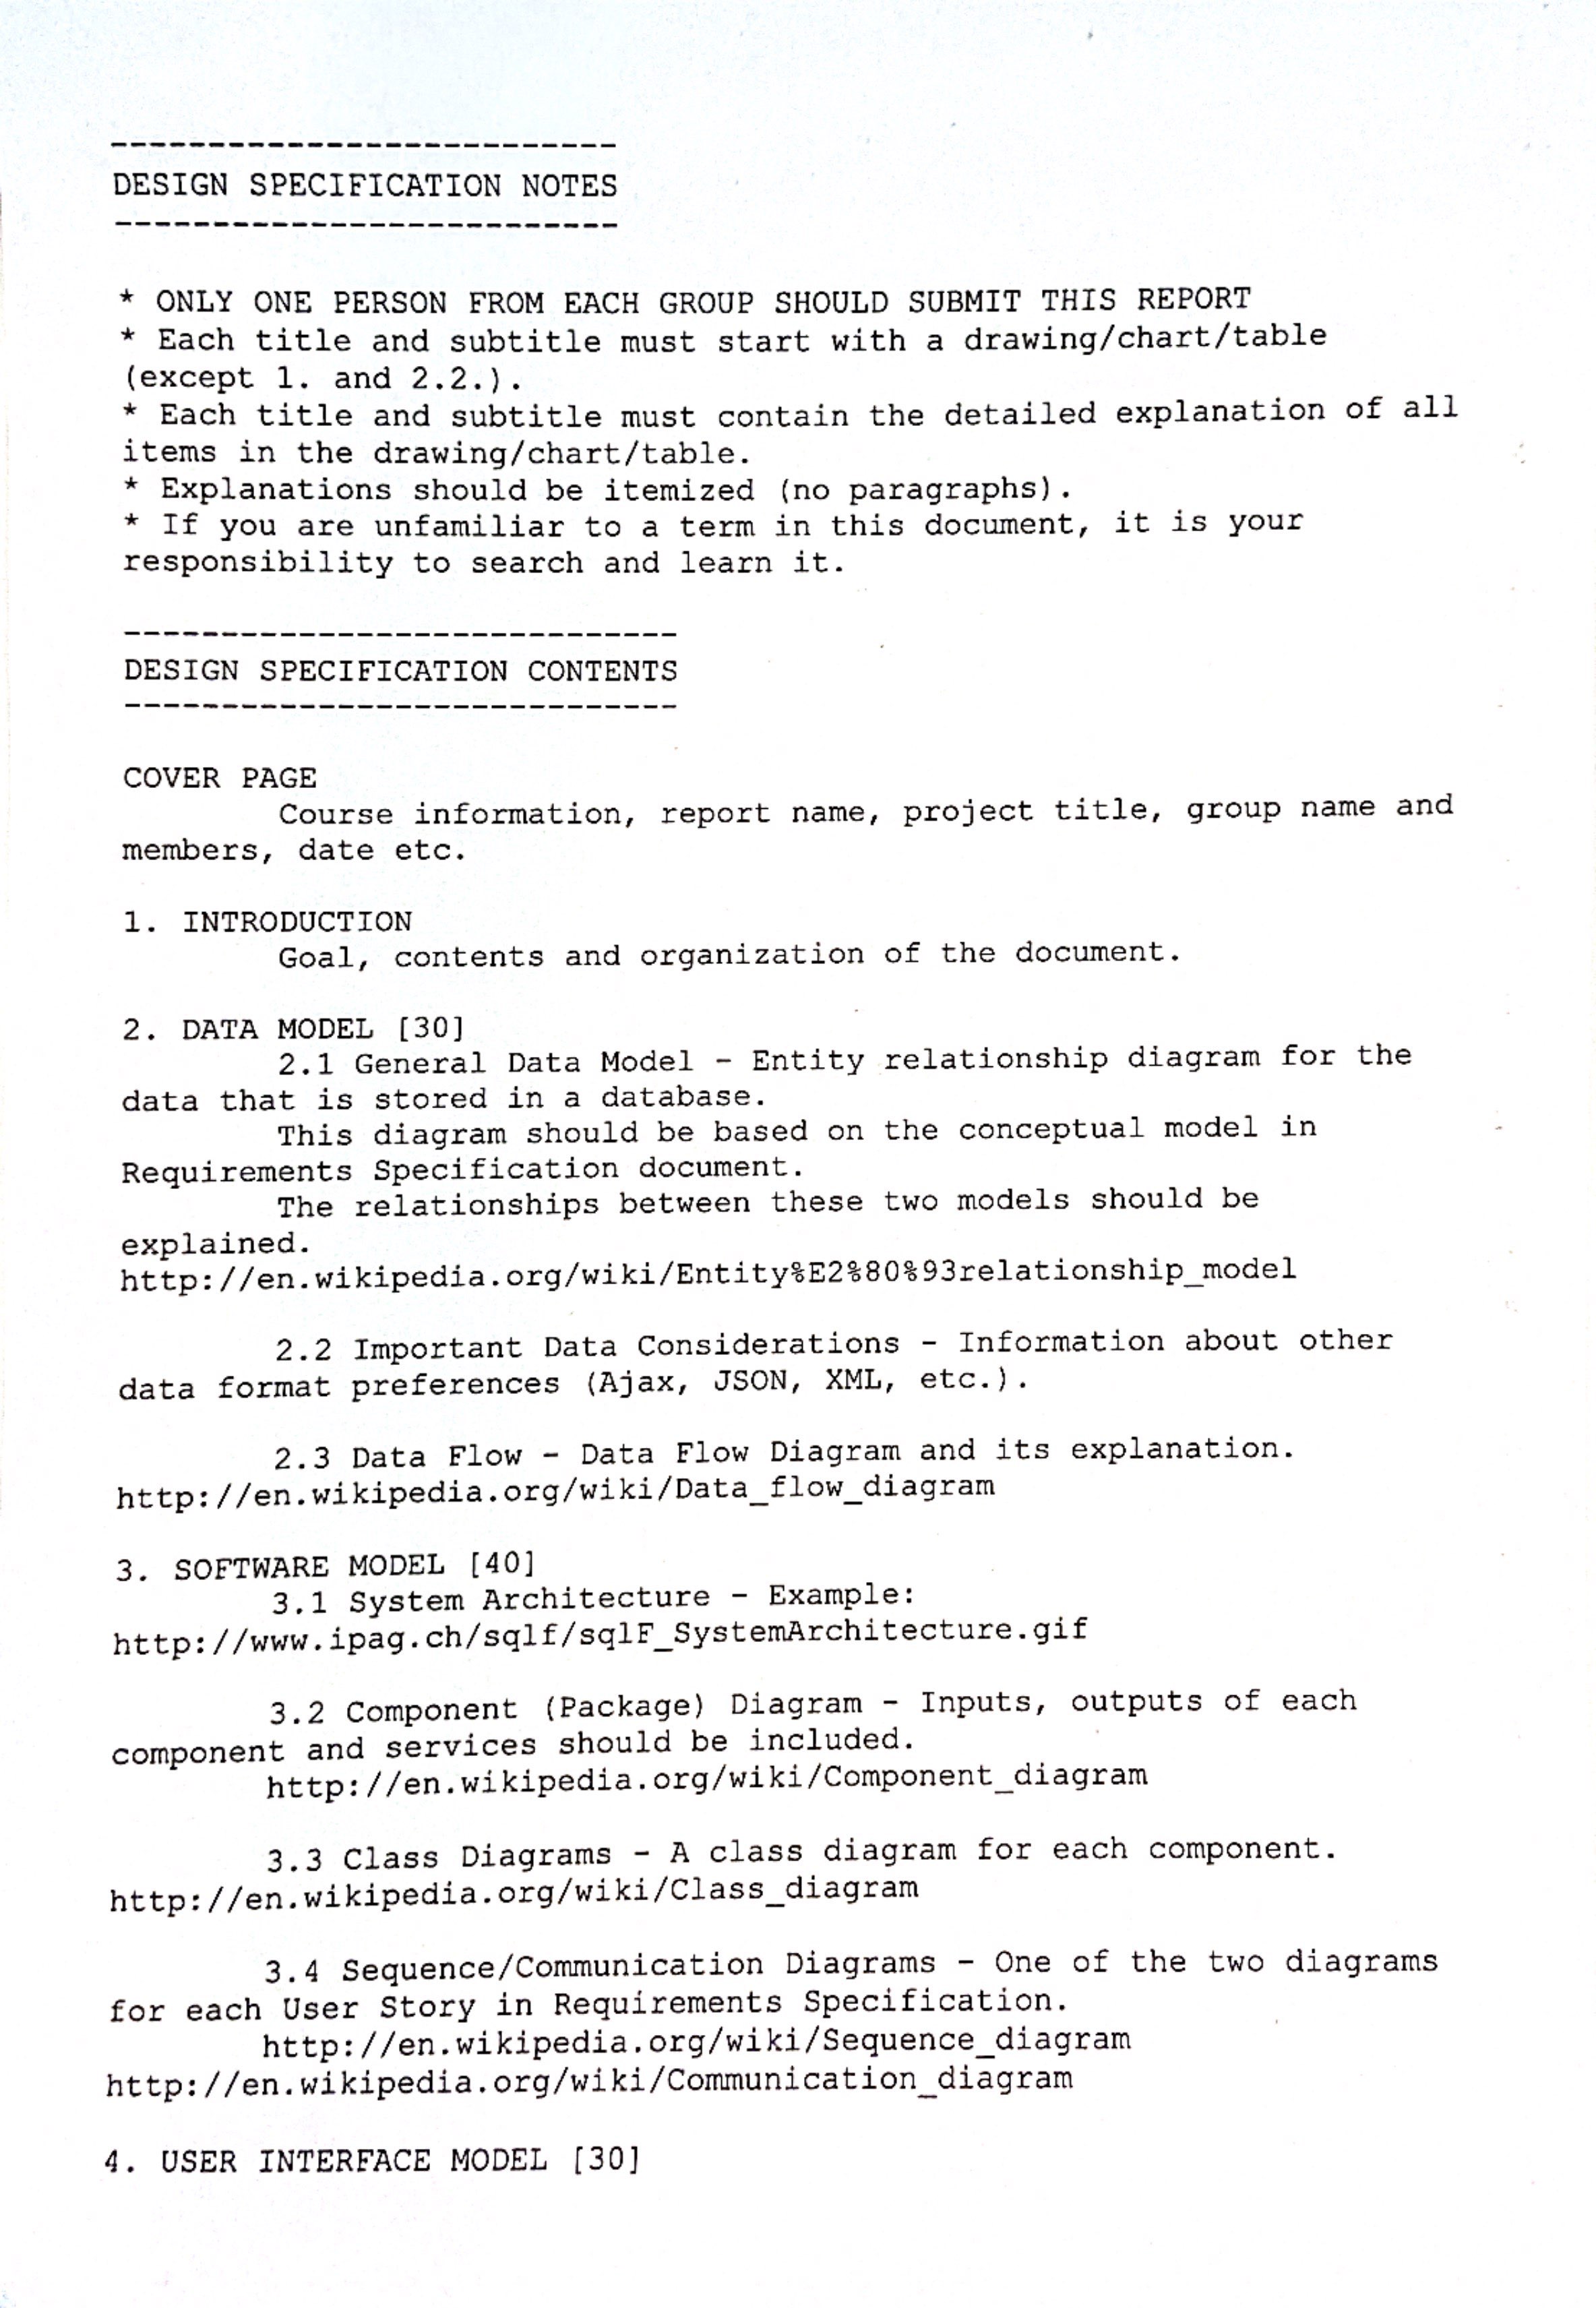 --------------------------
DESIGN SPECIFICATION NOTES
--------------------------
* ONLY ONE PERSON FROM EACH GROUP SHOULD SUBMIT THIS REPORT
* Each title and subtitle must start with a drawing/chart/table
(except 1. and 2.2.).
* Each title and subtitle must contain the detailed explanation of all
items in the drawing/chart/table.
* Explanations should be itemized (no paragraphs).
* If you are unfamiliar to a term in this document, it is your
responsibility to search and learn it.
-----------------------------
DESIGN SPECIFICATION CONTENTS
-----------------------------
COVER PAGE
Course information, report name, project title, group name and
members, date etc.
1. INTRODUCTION
Goal, contents and organization of the document.
2. DATA MODEL [30]
2.1 General Data Model - Entity relationship diagram for the
data that is stored in a database.
This diagram should be based on the conceptual model in
Requirements Specification document.
The relationships between these two models should be
explained.
http://en.wikipedia.org/wiki/Entity%E2%80%93relationship_model
2.2 Important Data Considerations - Information about other
data format preferences (Ajax, JSON, XML, etc.).
2.3 Data Flow - Data Flow Diagram and its explanation.
http://en.wikipedia.org/wiki/Data_flow_diagram
3. SOFTWARE MODEL [40]
3.1 System Architecture - Example:
http://www.ipag.ch/sqlf/sqlF_SystemArchitecture.gif
3.2 Component (Package) Diagram - Inputs, outputs of each
component and services should be included.
http://en.wikipedia.org/wiki/Component_diagram
3.3 Class Diagrams - A class diagram for each component.
http://en.wikipedia.org/wiki/Class_diagram
3.4 Sequence/Communication Diagrams - One of the two diagrams
for each User Story in Requirements Specification.
http://en.wikipedia.org/wiki/Sequence_diagram
http://en.wikipedia.org/wiki/Communication_diagram
4. USER INTERFACE MODEL [30]